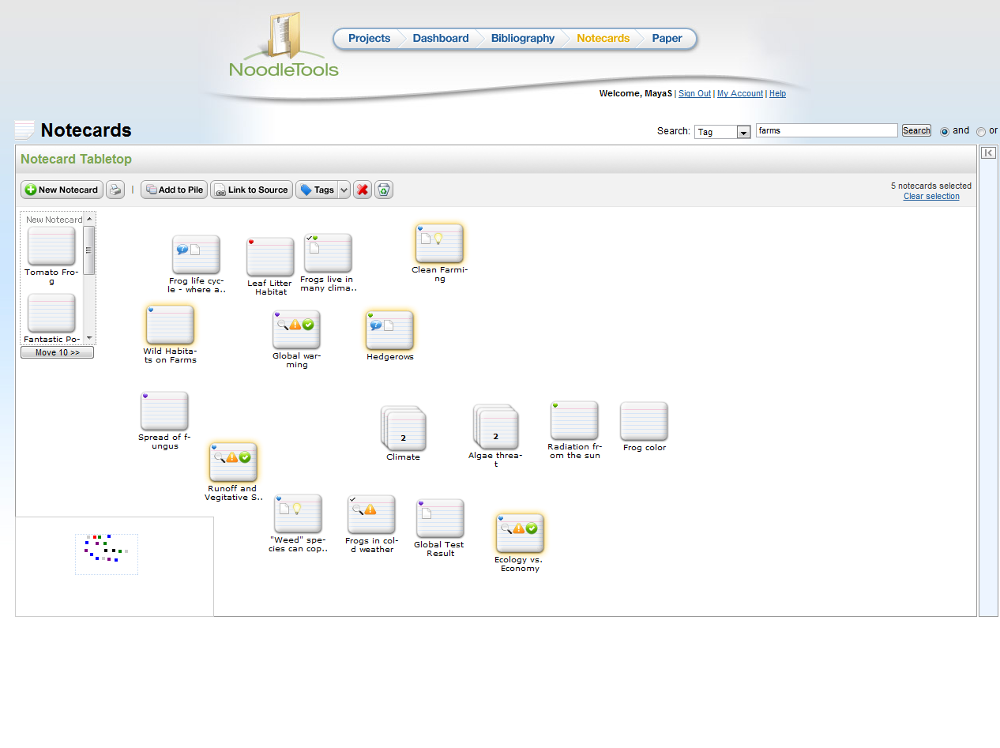 Projects Dashboard Bibliography Notecards Paper
NoodleTools
Welcome, MayaS | Sign Out | My Account | Help
Notecards
Search: Tag farms Search and or
Notecard Tabletop
New Notecard | Add to Pile Link to Source Tags
5 notecards selected
Clear selection
New Notecard
Tomato Fro-
g
Fantastic Po-
Move 10 >>
Frog life cyc-
le - where a..
Leaf Litter
Habitat
Frogs live in
many clima..
Clean Farmi-
ng
Wild Habita-
ts on Farms
Global war-
ming
Hedgerows
Spread of f-
ungus
2
Climate
2
Algae threa-
t
Radiation fr-
om the sun
Frog color
Runoff and
Vegitative S..
"Weed" spe-
cies can cop..
Frogs in col-
d weather
Global Test
Result
Ecology vs.
Economy